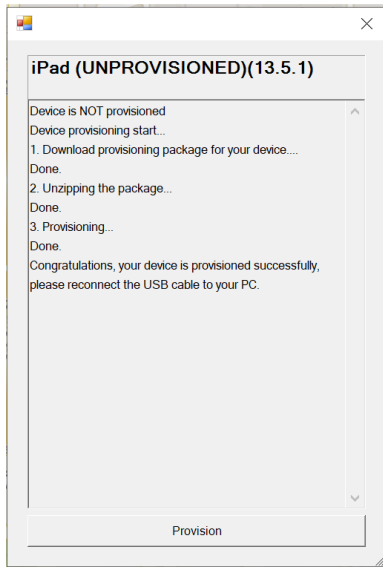 iPad (UNPROVISIONED)(13.5.1)
Device is NOT provisioned
Device provisioning start...
1. Download provisioning package for your device....
Done.
2. Unzipping the package...
Done.
3. Provisioning...
Done.
Congratulations, your device is provisioned successfully,
please reconnect the USB cable to your PC.
Provision